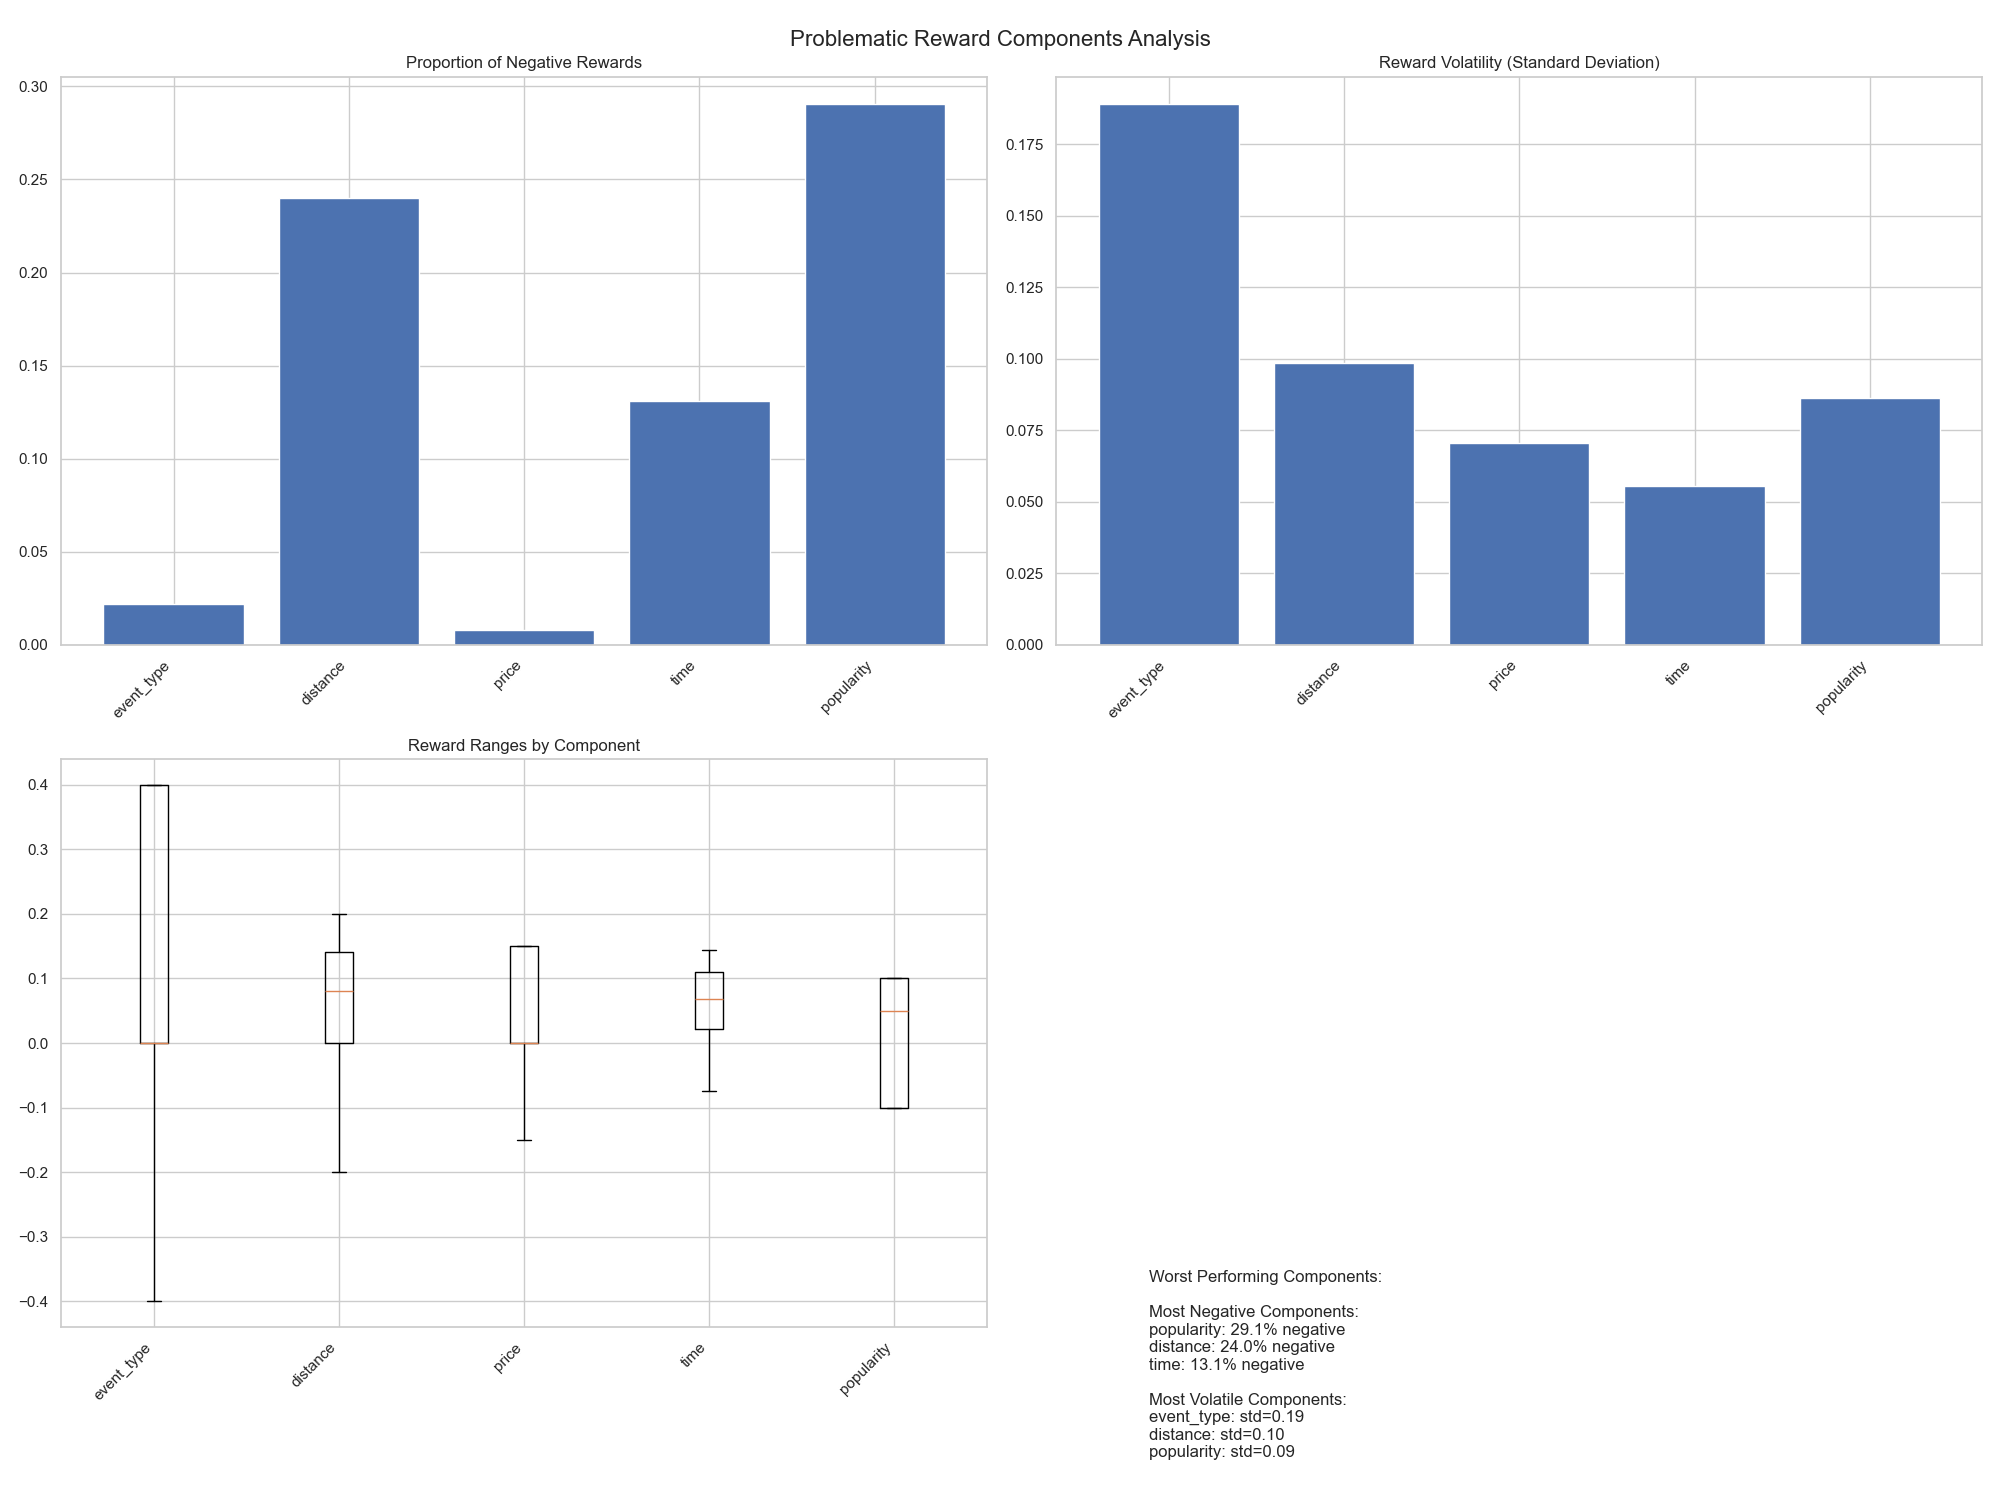 Problematic Reward Components Analysis
Proportion of Negative Rewards
0.30
0.25
0.20
0.15
0.10
0.05
0.00
event_type
distance
price
time
popularity
Reward Volatility (Standard Deviation)
0.175
0.150
0.125
0.100
0.075
0.050
0.025
0.000
event_type
distance
price
time
popularity
Reward Ranges by Component
0.4
0.3
0.2
0.1
0.0
−0.1
−0.2
−0.3
−0.4
event_type
distance
price
time
popularity
Worst Performing Components:
Most Negative Components:
popularity: 29.1% negative
distance: 24.0% negative
time: 13.1% negative
Most Volatile Components:
event_type: std=0.19
distance: std=0.10
popularity: std=0.09